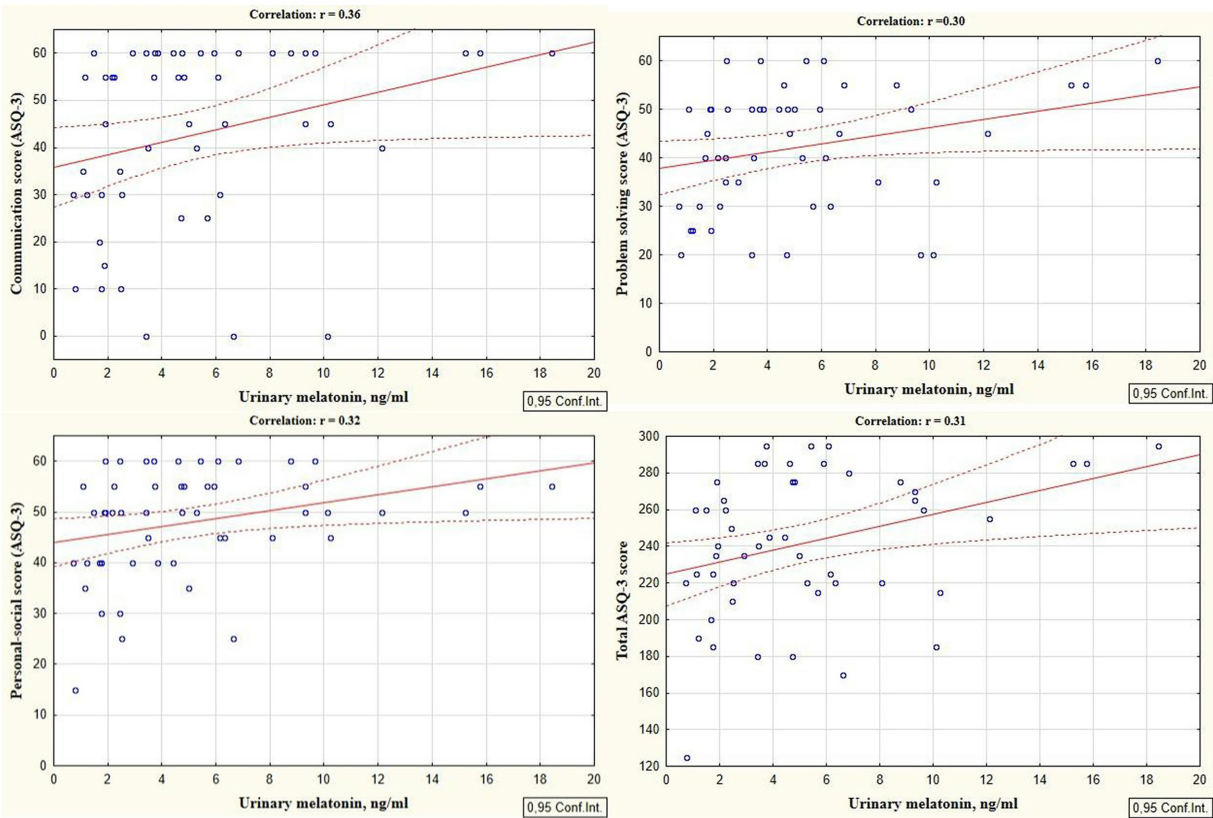 Correlation: r = 0.36
Communication score (ASQ-3)
60
50
40
30
20
10
0
0 2 4 6 8 10 12 14 16 18 20
Urinary melatonin, ng/ml
0,95 Conf.Int.
Correlation: r =0.30
Problem solving score (ASQ-3)
60
50
40
30
20
10
0
0 2 4 6 8 10 12 14 16 18 20
Urinary melatonin, ng/ml
0,95 Conf.Int.
Correlation: r = 0.32
Personal-social score (ASQ-3)
60
50
40
30
20
10
0
0 2 4 6 8 10 12 14 16 18 20
Urinary melatonin, ng/ml
0,95 Conf.Int.
Correlation: r = 0.31
Total ASQ-3 score
300
280
260
240
220
200
180
160
140
120
0 2 4 6 8 10 12 14 16 18 20
Urinary melatonin, ng/ml
0,95 Conf.Int.